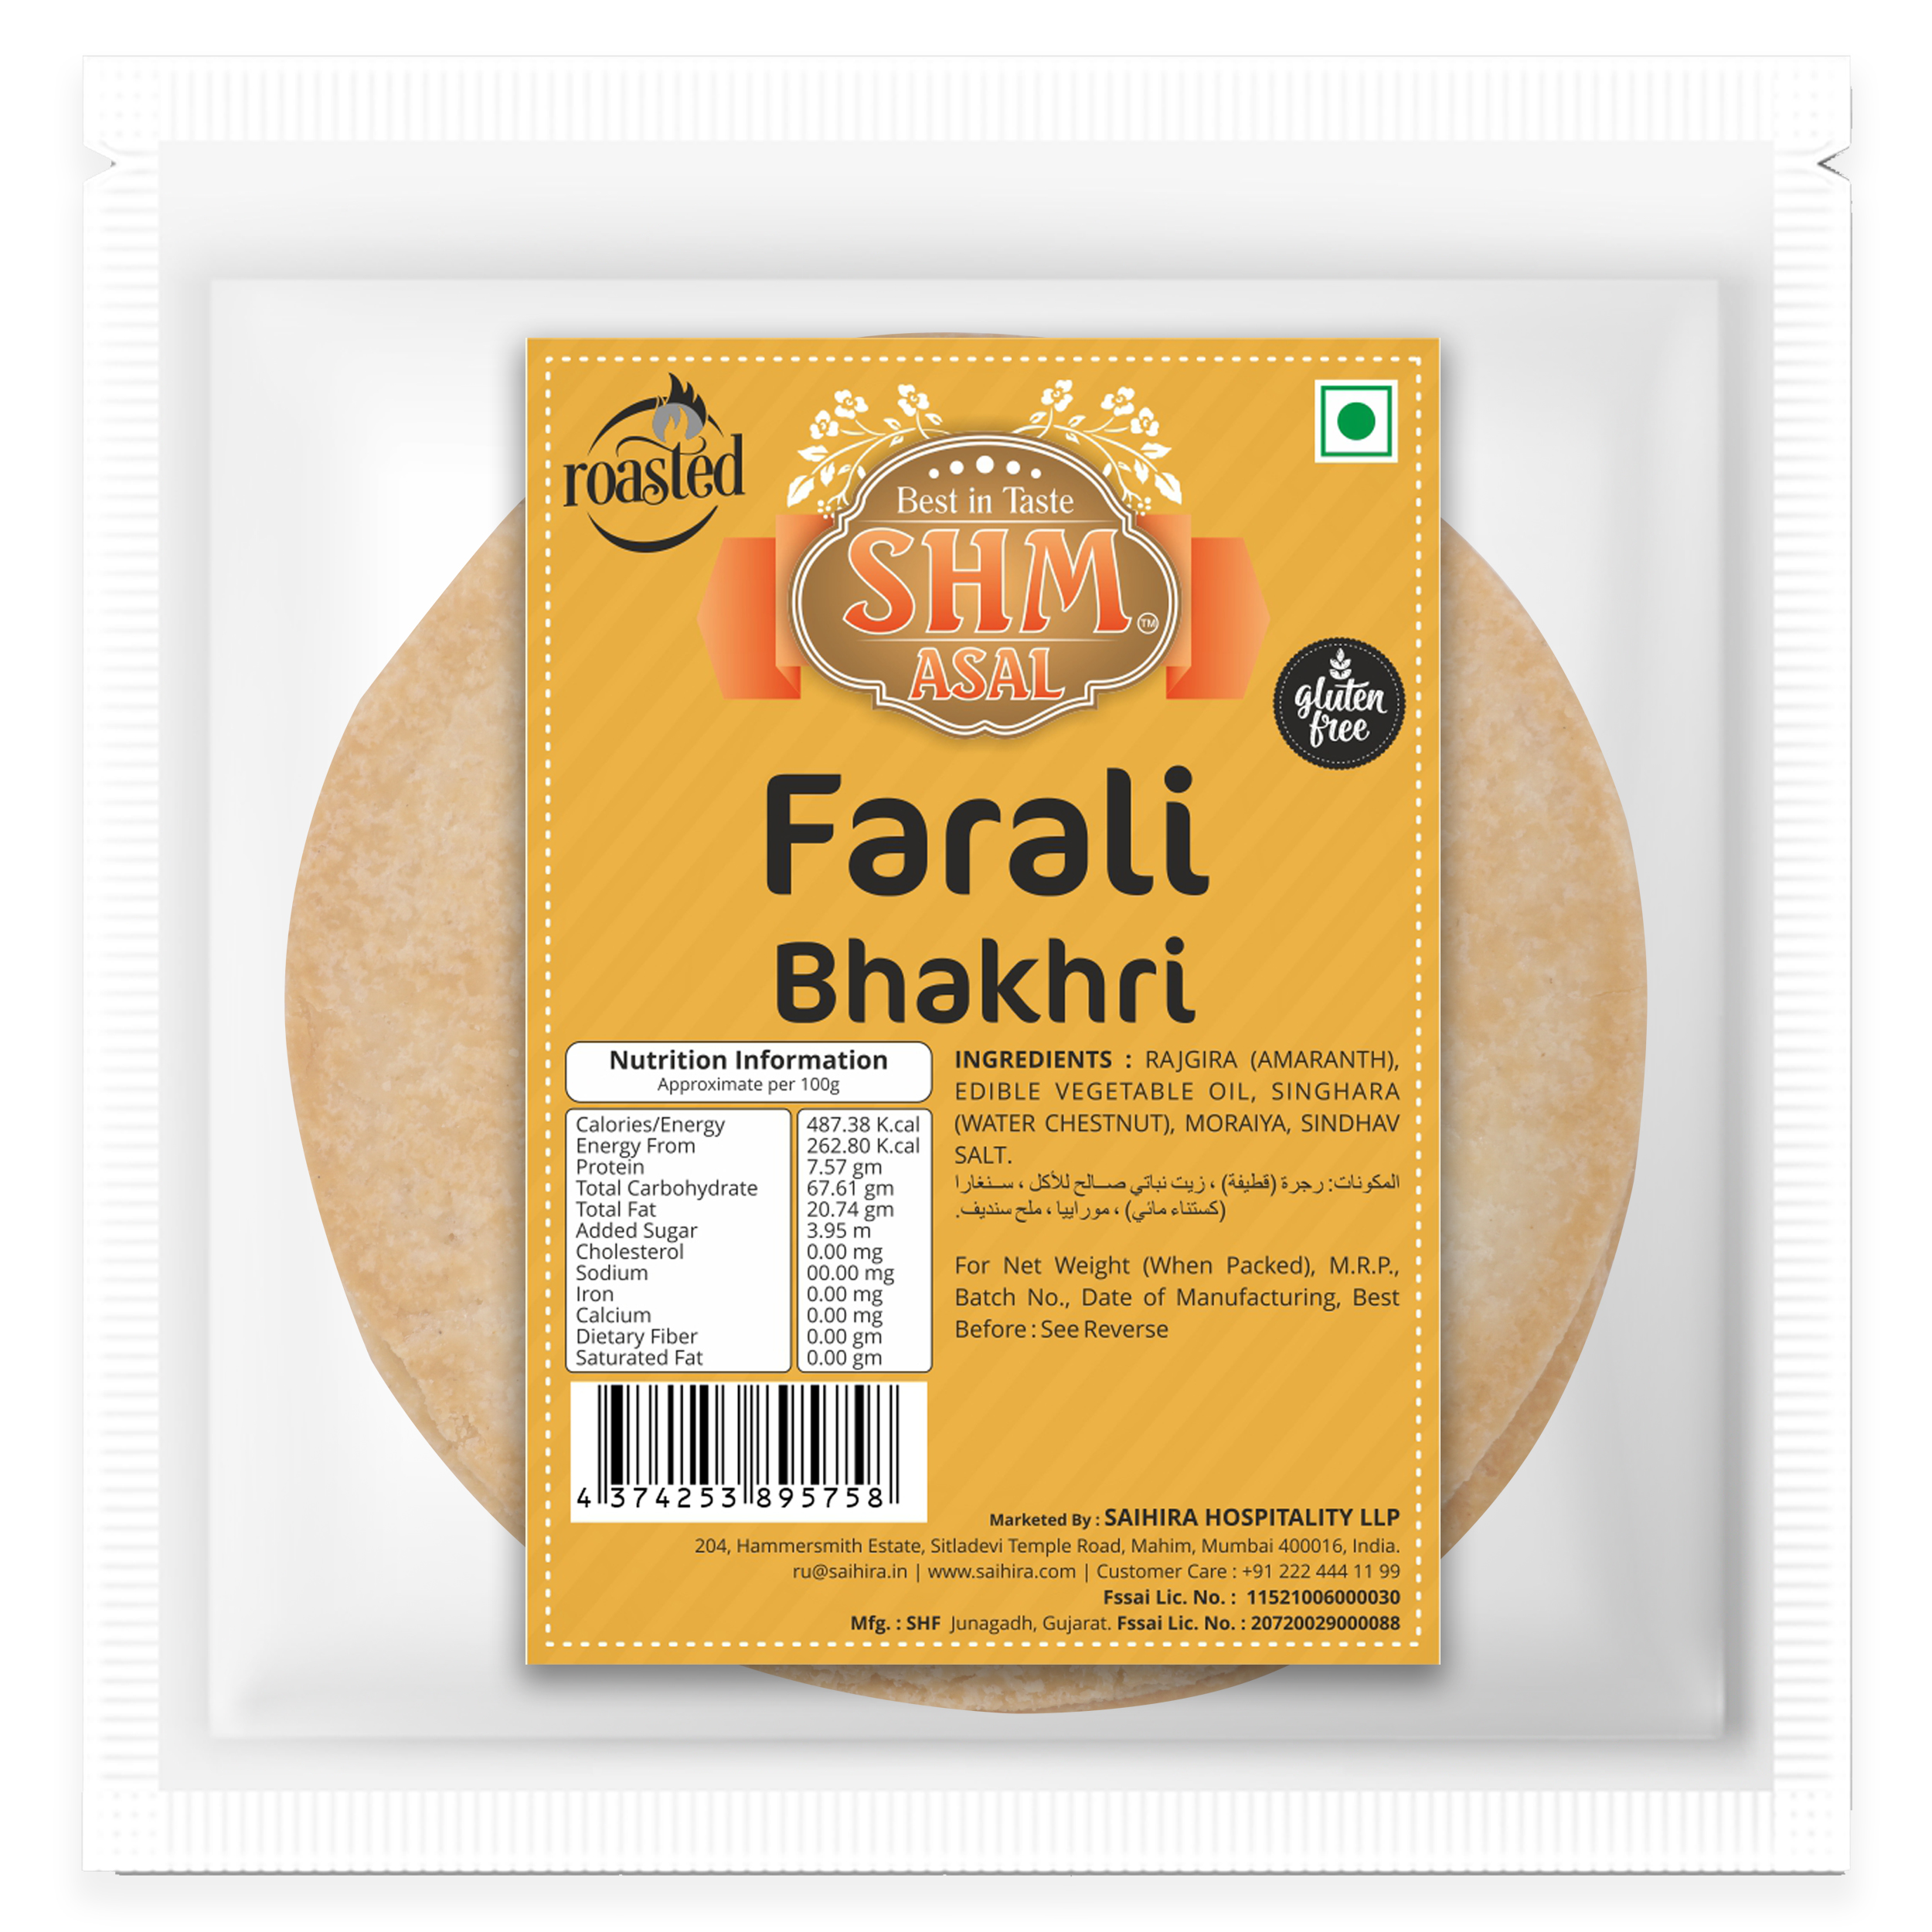 roasted
Best in Taste
SHM
TM
ASAL
gluten
free
Farali
Bhakhri
Nutrition Information
Approximate per 100g
Calories/Energy 487.38 K.cal
Energy From 262.80 K.cal
Protein 7.57 gm
Total Carbohydrate 67.61 gm
Total Fat 20.74 gm
Added Sugar 3.95 m
Cholesterol 0.00 mg
Sodium 00.00 mg
Iron 0.00 mg
Calcium 0.00 mg
Dietary Fiber 0.00 gm
Saturated Fat 0.00 gm
4 374253 895758
INGREDIENTS : RAJGIRA (AMARANTH),
EDIBLE VEGETABLE OIL, SINGHARA
(WATER CHESTNUT), MORAIYA, SINDHAV
SALT.
المكونات: رجرة (قطيفة) ، زيت نباتي صالح للأكل ، سنغارا
(كستناء مائي) ، مورابيا ، ملح سنديف.
For Net Weight (When Packed), M.R.P.,
Batch No., Date of Manufacturing, Best
Before : See Reverse
Marketed By : SAIHIRA HOSPITALITY LLP
204, Hammersmith Estate, Sitladevi Temple Road, Mahim, Mumbai 400016, India.
ru@saihira.in | www.saihira.com | Customer Care : +91 222 444 11 99
Fssai Lic. No. : 11521006000030
Mfg. : SHF Junagadh, Gujarat. Fssai Lic. No. : 20720029000088